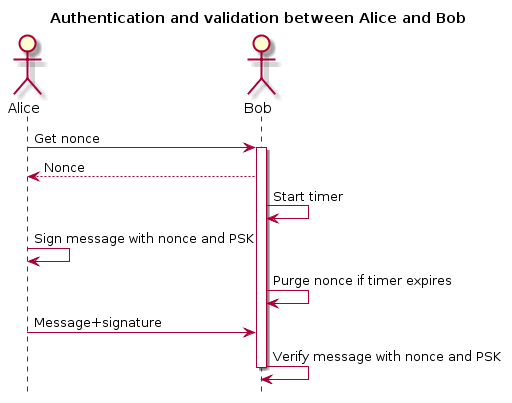 Authentication and validation between Alice and Bob
Alice
Bob
Get nonce
Nonce
Start timer
Sign message with nonce and PSK
Purge nonce if timer expires
Message+signature
Verify message with nonce and PSK